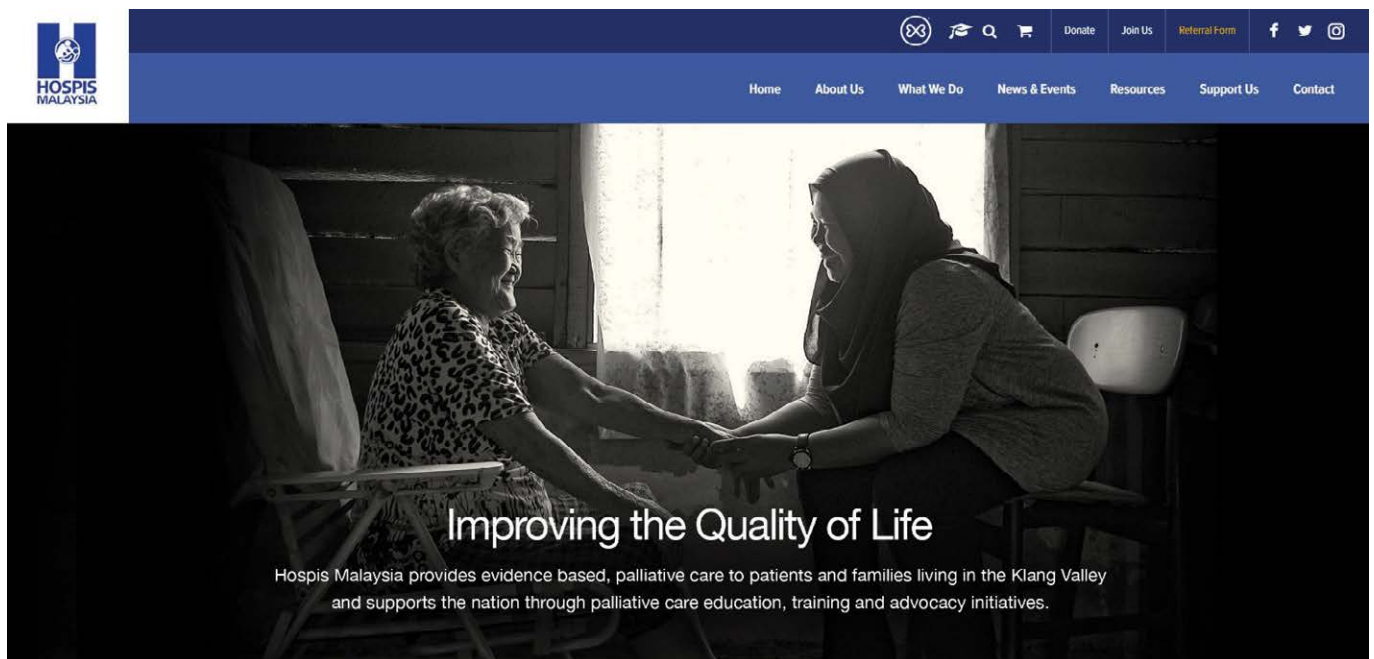 HOSPIS
MALAYSIA
Donate
Join Us
Referral Form
Home
About Us
What We Do
News & Events
Resources
Support Us
Contact
Improving the Quality of Life
Hospis Malaysia provides evidence based, palliative care to patients and families living in the Klang Valley
and supports the nation through palliative care education, training and advocacy initiatives.